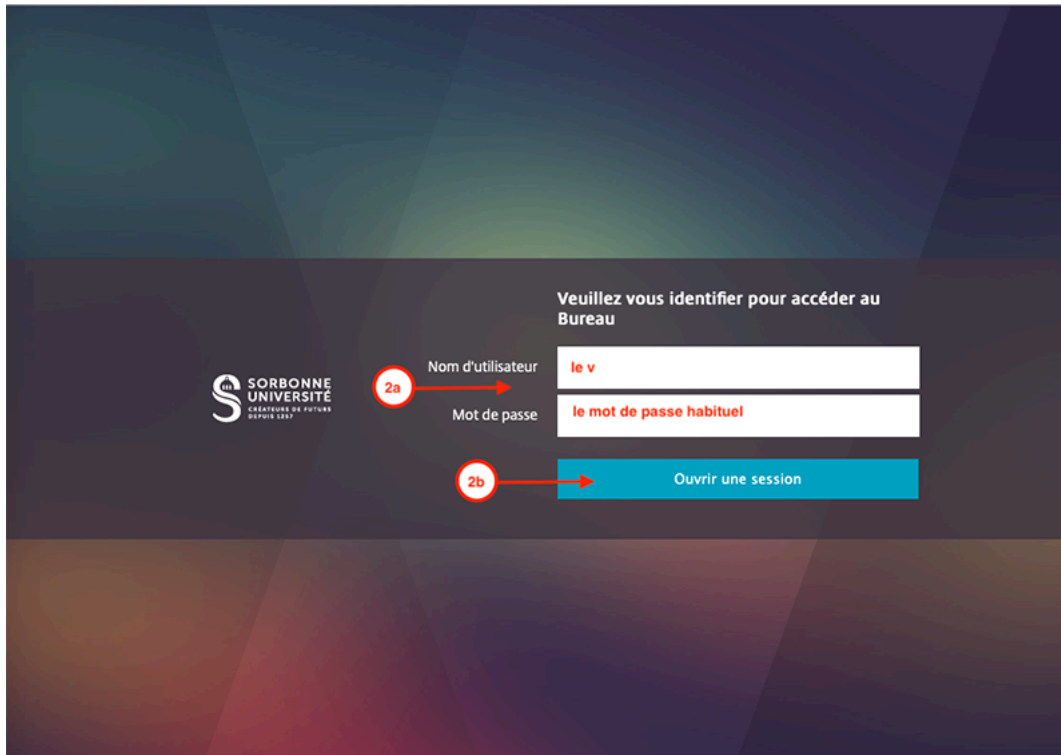 Veuillez vous identifier pour accéder au
Bureau
Nom d'utilisateur
le v
2a
Mot de passe
le mot de passe habituel
SORBONNE
UNIVERSITÉ
CRÉATEURS DE FUTURS
DEPUIS 1257
2b
Ouvrir une session